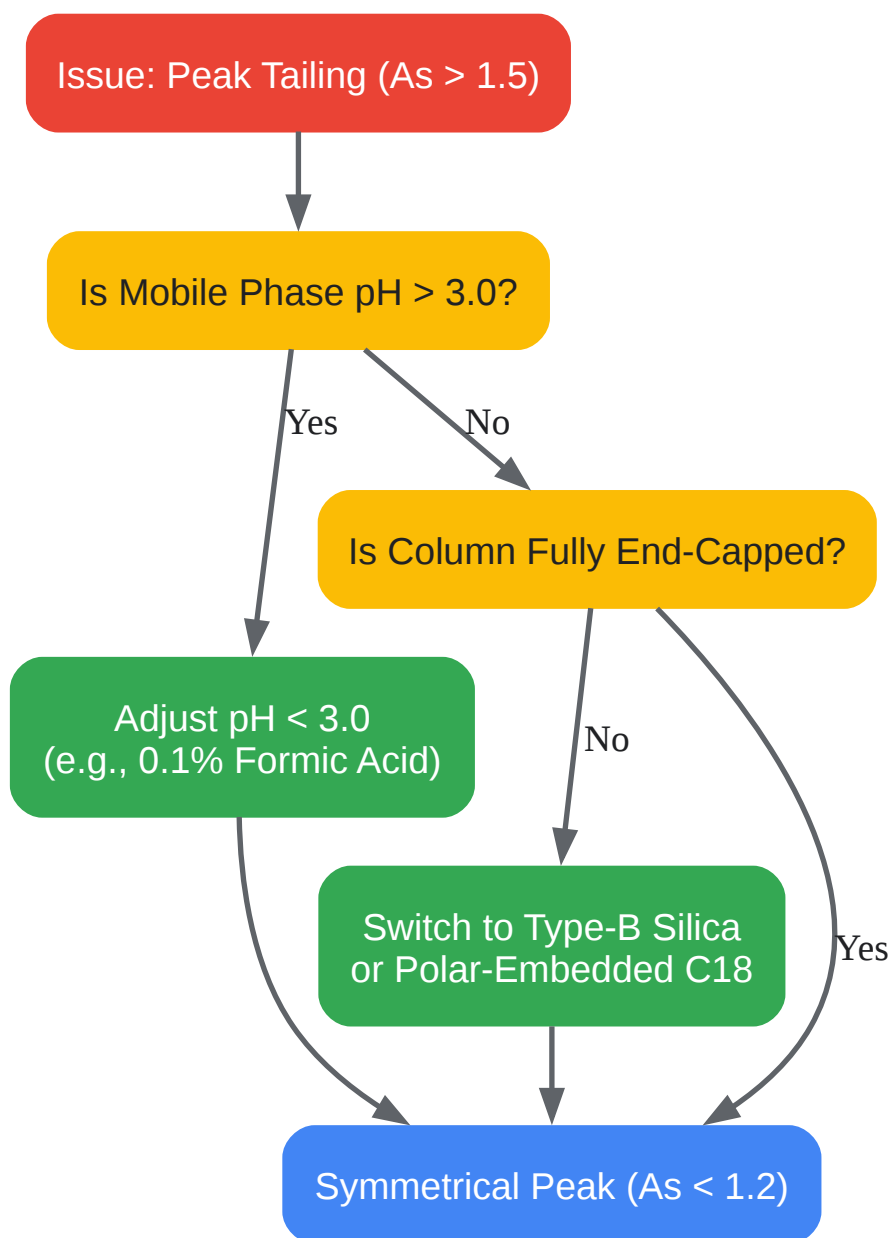 Issue: Peak Tailing (As > 1.5)
Is Mobile Phase pH > 3.0?
Yes
No
Is Column Fully End-Capped?
Adjust pH < 3.0
(e.g., 0.1% Formic Acid)
No
Switch to Type-B Silica
or Polar-Embedded C18
Yes
Symmetrical Peak (As < 1.2)